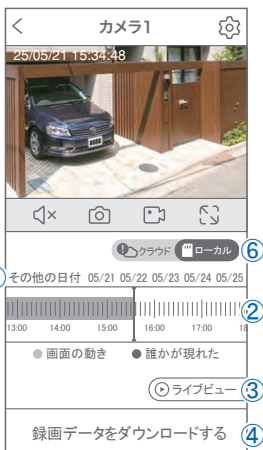 カメラ1
25/05/21 15:34:48
クラウド ローカル ⑥
その他の日付 05/21 05/22 05/23 05/24 05/25
②
13:00 14:00 15:00 16:00 17:00 18
画面の動き 誰かが現れた
ライブビュー ③
録画データをダウンロードする ④